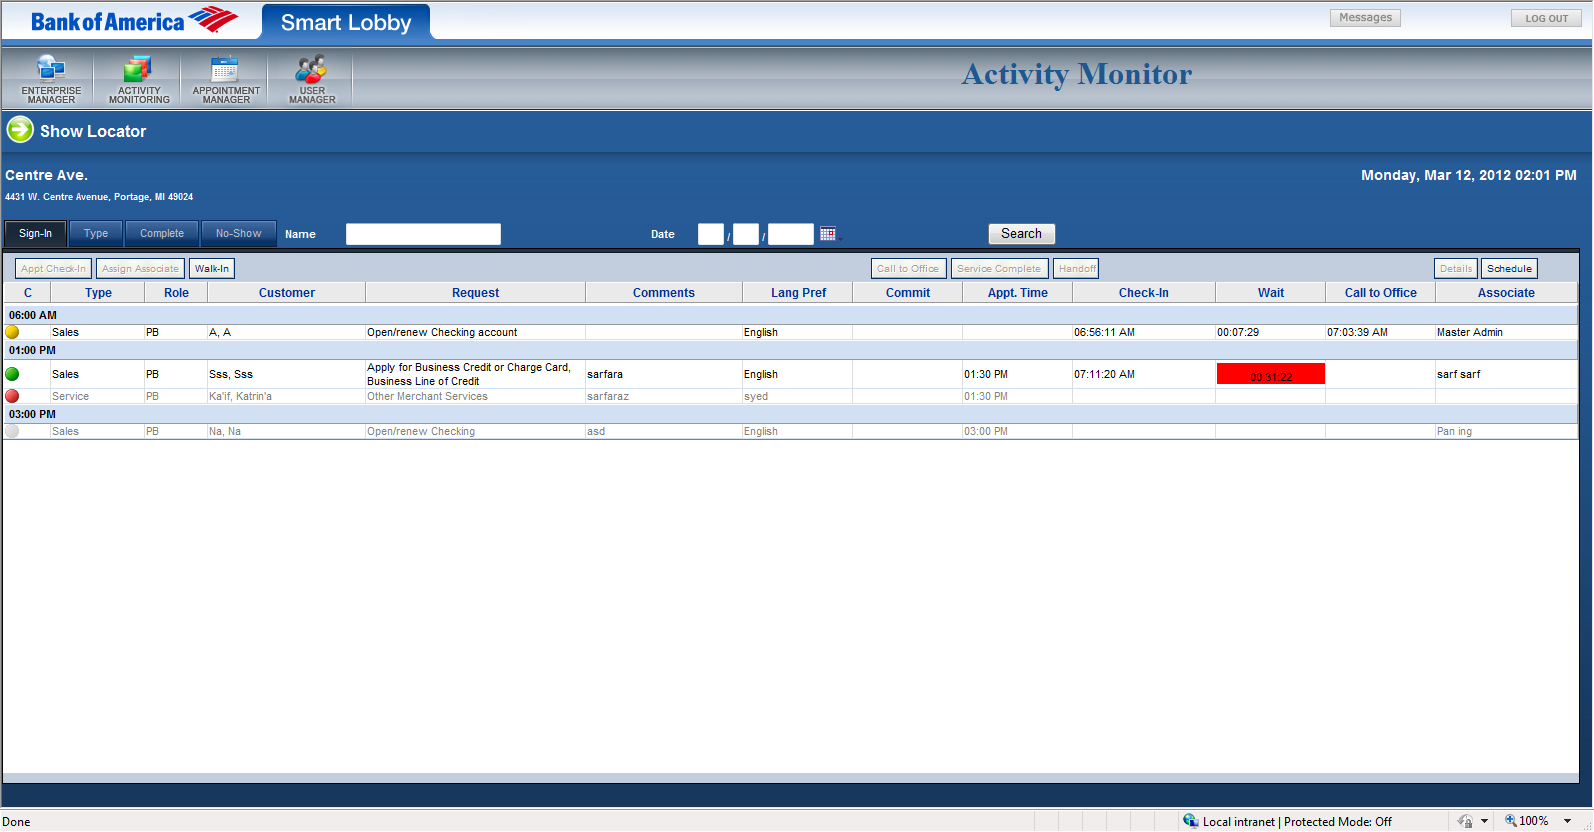 Bank of America
Smart Lobby
Messages
LOG OUT
ENTERPRISE MANAGER
ACTIVITY MONITORING
APPOINTMENT MANAGER
USER MANAGER
Activity Monitor
Show Locator
Centre Ave.
Monday, Mar 12, 2012 02:01 PM
4431 W. Centre Avenue, Portage, MI 49024
Sign-In Type Complete No-Show Name Date / / Search
Appt Check-In Assign Associate Walk-In Call to Office Service Complete Handoff Details Schedule
C Type Role Customer Request Comments Lang Pref Commit Appt. Time Check-In Wait Call to Office Associate
06:00 AM
Sales PB A, A Open/renew Checking account English 06:56:11 AM 00:07:29 07:03:39 AM Master Admin
01:00 PM
Sales PB Sss, Sss Apply for Business Credit or Charge Card, Business Line of Credit sarfara English 01:30 PM 07:11:20 AM 00:31:22 sarf sarf
Service PB Ka'if, Katrin'a Other Merchant Services sarfaraz syed 01:30 PM
03:00 PM
Sales PB Na, Na Open/renew Checking asd English 03:00 PM Pan ing
Done
Local intranet | Protected Mode: Off
100%